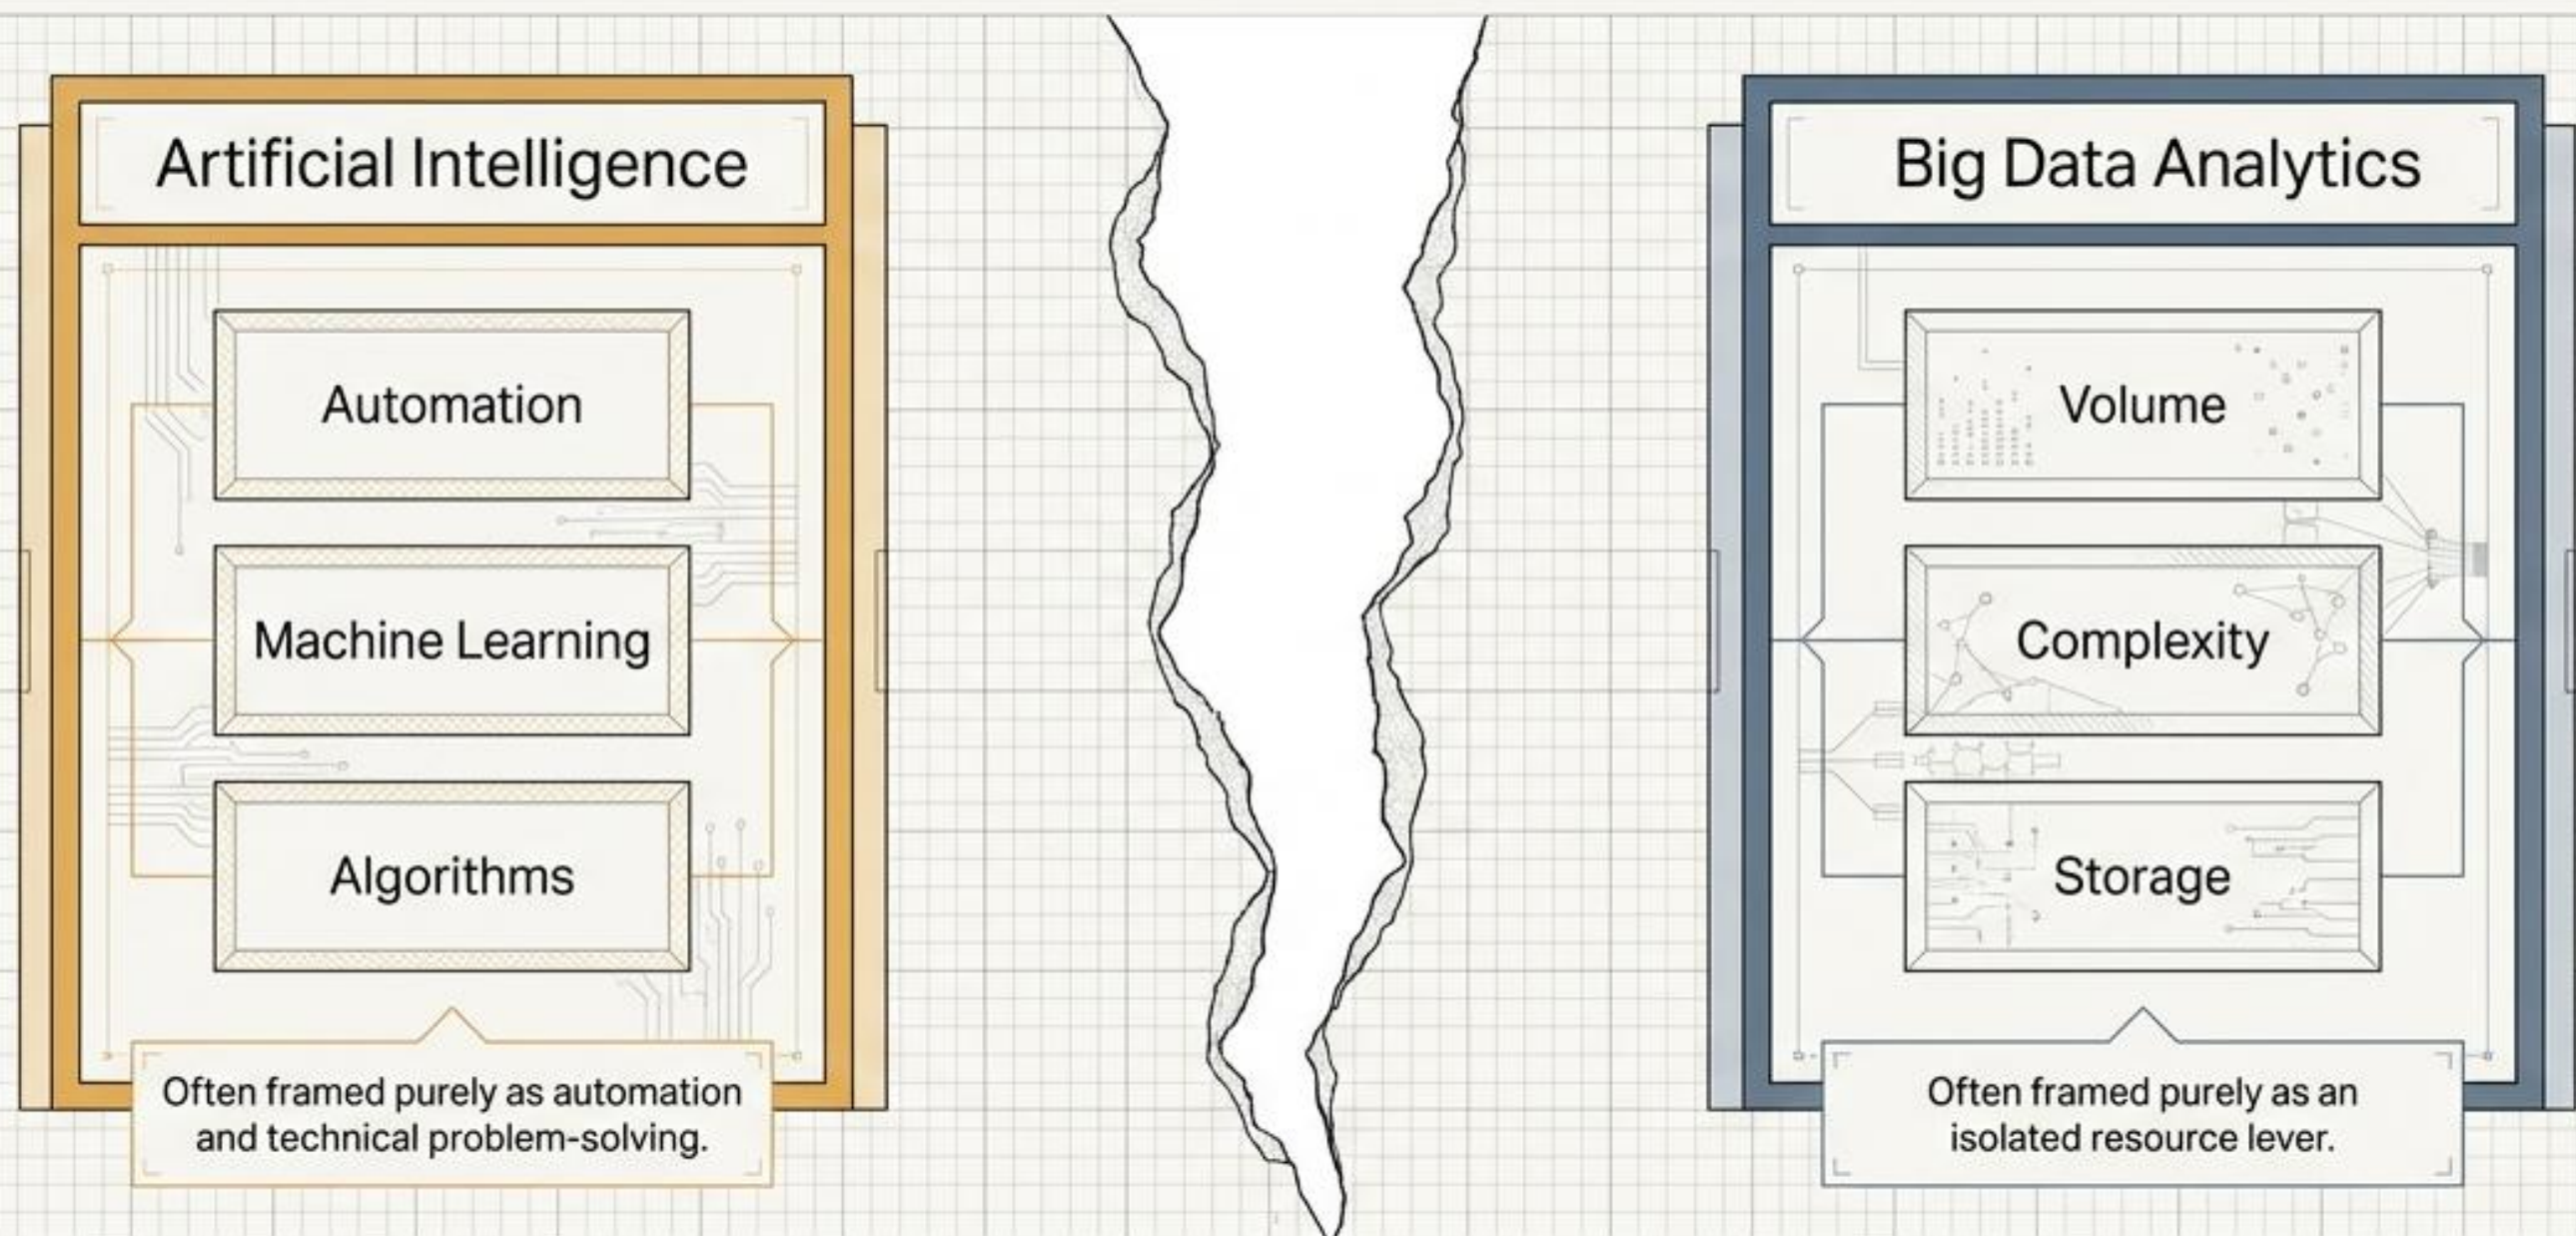 Artificial Intelligence
Automation
Machine Learning
Algorithms
Often framed purely as automation
and technical problem-solving.
Big Data Analytics
Volume
Complexity
Storage
Often framed purely as an
isolated resource lever.